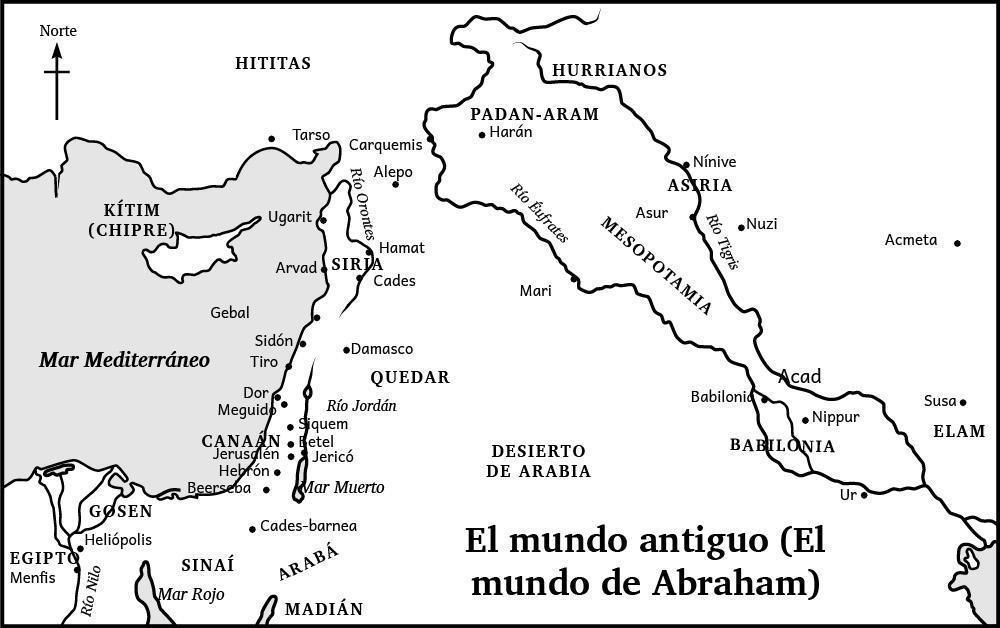 Norte
HITITAS
HURRIANOS
PADAN-ARAM
Harán
Tarso
Carquemis
Alepo
Río Orontes
Nínive
ASIRIA
KÍTIM
(CHIPRE)
Ugarit
Río Éufrates
Asur
Río Tigris
Nuzi
MESOPOTAMIA
Acmeta
Hamat
SIRIA
Arvad
Cades
Mari
Gebal
Sidón
Damasco
Mar Mediterráneo
Tiro
QUEDAR
Acad
Dor
Babilonia
Meguido
Río Jordán
Susa
Siquem
Nippur
ELAM
CANAÁN
Betel
BABILONIA
Jerusalén
Jericó
DESIERTO
DE ARABIA
Hebrón
Beerseba
Mar Muerto
Ur
GOSEN
Cades-barnea
Heliópolis
El mundo antiguo (El
mundo de Abraham)
EGIPTO
SINAÍ
ARABÁ
Menfis
Río Nilo
Mar Rojo
MADIÁN